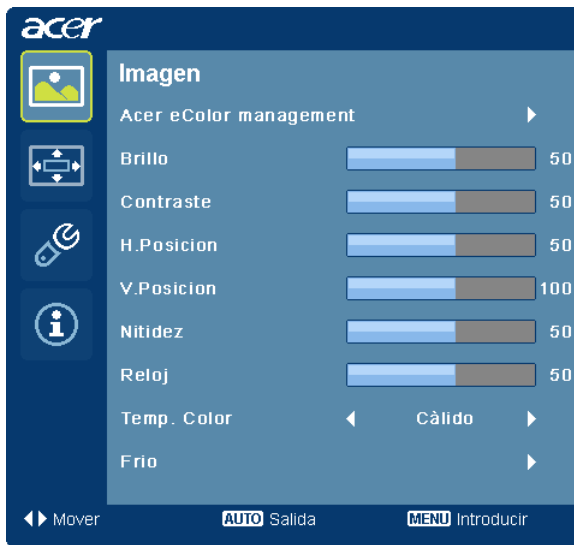 acer
Imagen
Acer eColor management
Brillo 50
Contraste 50
H.Posicion 50
V.Posicion 100
Nitidez 50
Reloj 50
Temp. Color Càlido
Frio
Mover AUTO Salida MENU Introducir